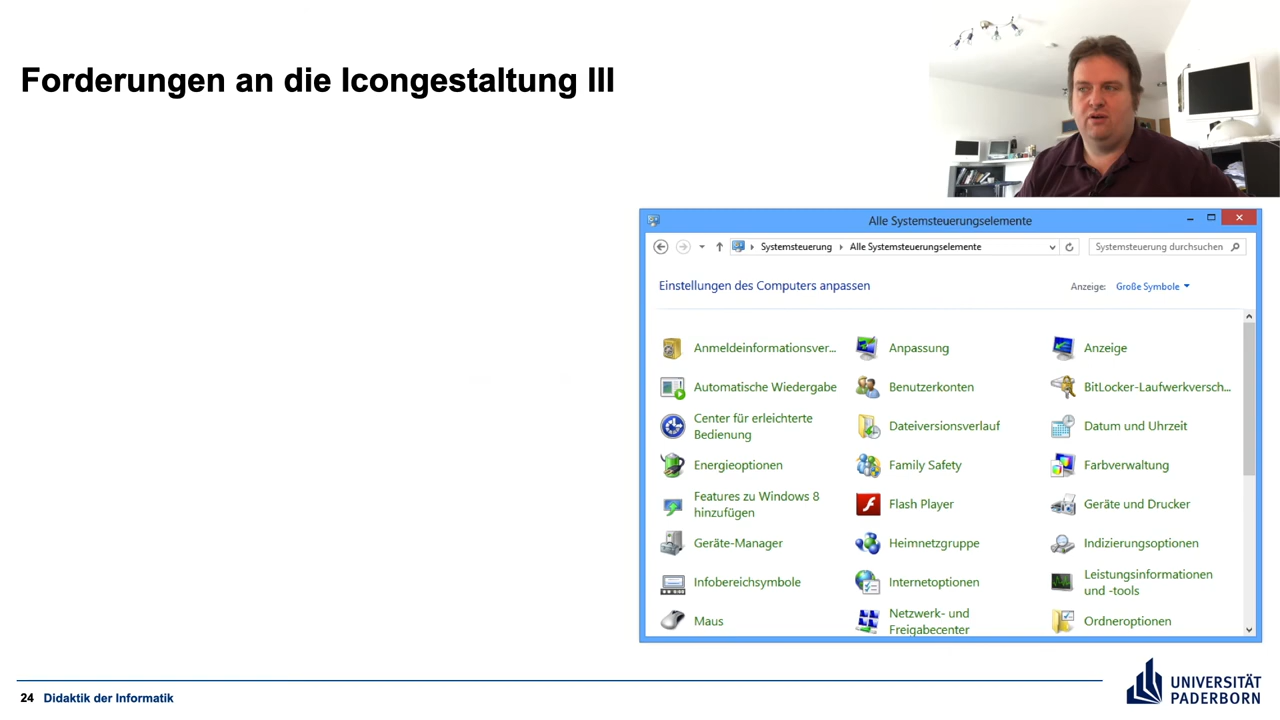 Forderungen an die Icongestaltung III
Alle Systemsteuerungselemente
Systemsteuerung
Alle Systemsteuerungselemente
Systemsteuerung durchsuchen
Einstellungen des Computers anpassen
Anzeige:
Große Symbole
Anmeldeinformationsver...
Anpassung
Anzeige
Automatische Wiedergabe
Benutzerkonten
BitLocker-Laufwerkversch...
Center für erleichterte
Bedienung
Dateiversionsverlauf
Datum und Uhrzeit
Energieoptionen
Family Safety
Farbverwaltung
Features zu Windows 8
hinzufügen
Flash Player
Geräte und Drucker
Geräte-Manager
Heimnetzgruppe
Indizierungsoptionen
Infobereichsymbole
Internetoptionen
Leistungsinformationen
und -tools
Maus
Netzwerk- und
Freigabecenter
Ordneroptionen
24 Didaktik der Informatik
UNIVERSITÄT
PADERBORN